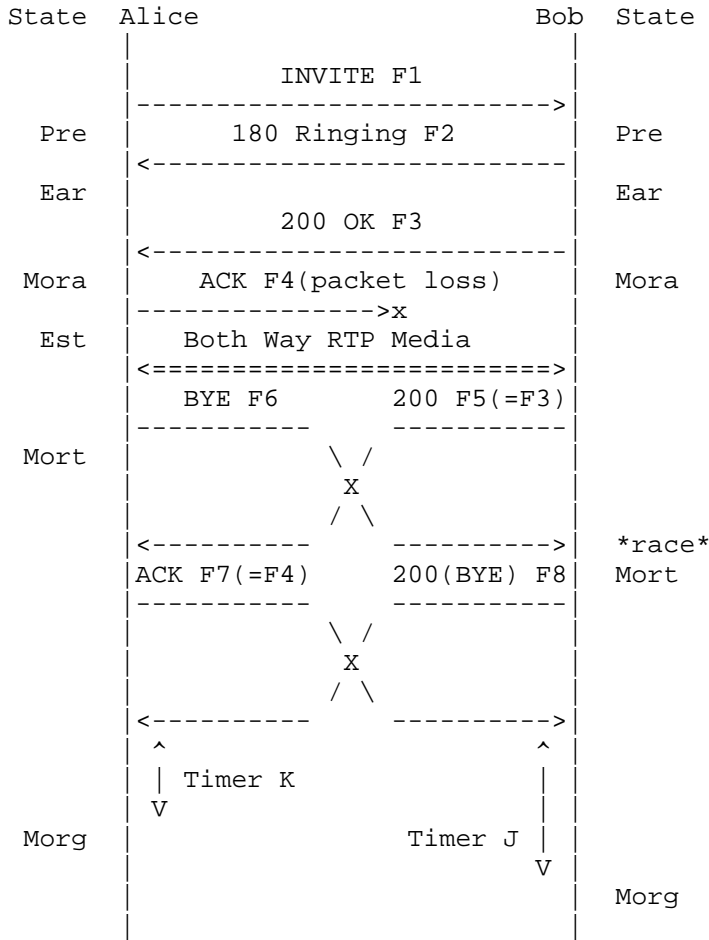 State  Alice                          Bob  State
        |                              |
        |          INVITE F1           |
        |--------------------------->|
  Pre   |       180 Ringing F2         |  Pre
        |<---------------------------|
  Ear   |                              |  Ear
        |          200 OK F3           |
        |<---------------------------|
 Mora   |    ACK F4(packet loss)       |  Mora
        |--------------->x             |
  Est   |   Both Way RTP Media         |
        |<=========================>|
        |   BYE F6       200 F5(=F3)|
        |-----------     -----------|
 Mort   |            \ /               |
        |             X                |
        |            / \               |
        |<----------     ---------->|  *race*
        |ACK F7(=F4)     200(BYE) F8|  Mort
        |-----------     -----------|
        |            \ /               |
        |             X                |
        |            / \               |
        |<----------     ---------->|
        | ^                        ^ |
        | | Timer K                | |
        | V                        | |
 Morg   |                 Timer J  | |
        |                          V |
        |                            |  Morg
        |                            |